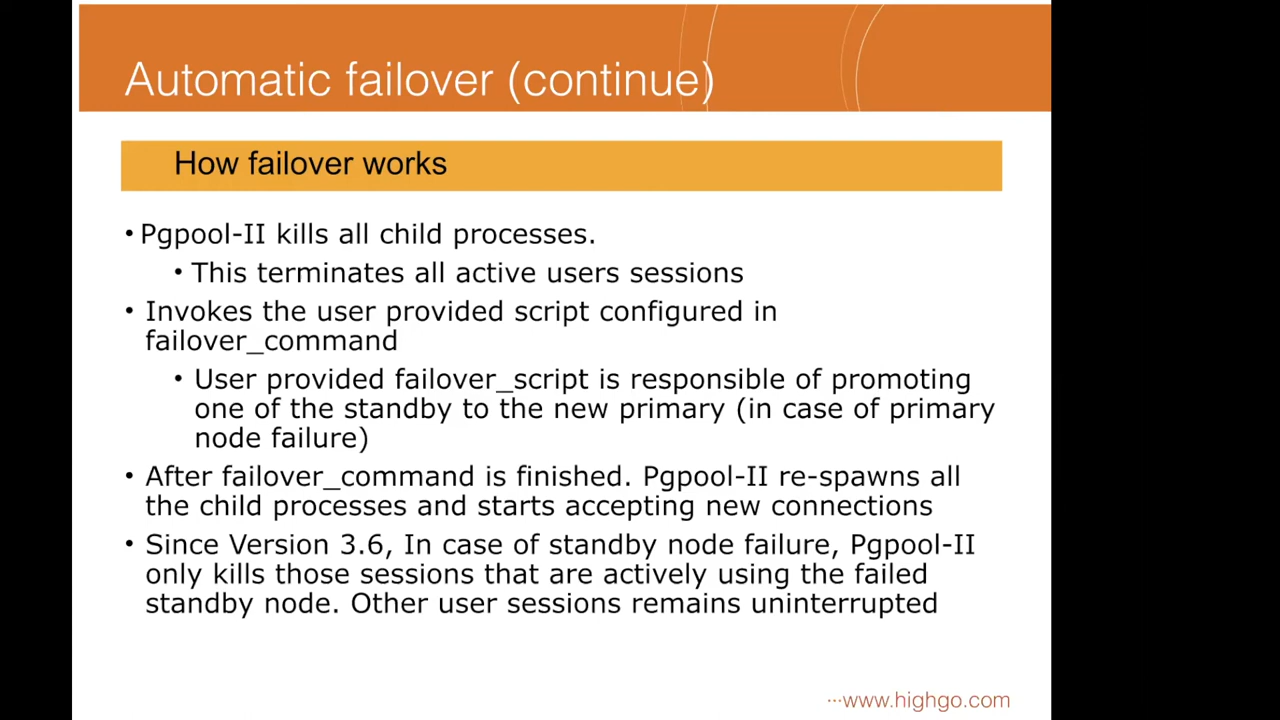 Automatic failover (continue)
How failover works
• Pgpool-II kills all child processes.
• This terminates all active users sessions
• Invokes the user provided script configured in
failover_command
• User provided failover_script is responsible of promoting
one of the standby to the new primary (in case of primary
node failure)
• After failover_command is finished. Pgpool-II re-spawns all
the child processes and starts accepting new connections
• Since Version 3.6, In case of standby node failure, Pgpool-II
only kills those sessions that are actively using the failed
standby node. Other user sessions remains uninterrupted
···www.highgo.com